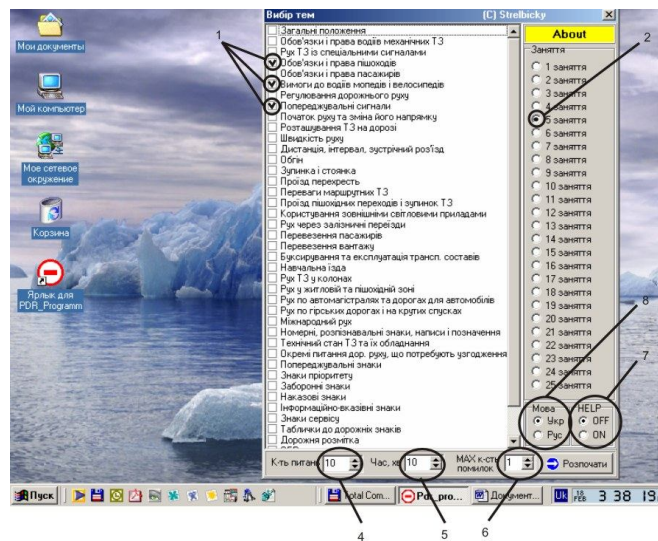 Мои документы
Мой компьютер
Мое сетевое
окружение
Корзина
Ярлык для
PDR_Programm
1
Вибір тем (C) Strelbicky
Загальні положення
Обов'язки і права водіїв механічних ТЗ
Рух ТЗ із спеціальними сигналами
Обов'язки і права пішоходів
Обов'язки і права пасажирів
Вимоги до водіїв мопедів і велосипедів
Регулювання дорожнього руху
Попереджувальні сигнали
Початок руху та зміна його напрямку
Розташування ТЗ на дорозі
Швидкість руху
Дистанція, інтервал, зустрічний роз'їзд
Обгін
Зупинка і стоянка
Проїзд перехресть
Переваги маршрутних ТЗ
Проїзд пішохідних переходів і зупинок ТЗ
Користування зовнішніми світловими приладами
Рух через залізничні переїзди
Перевезення пасажирів
Перевезення вантажу
Буксирування та експлуатація трансп. составів
Навчальна їзда
Рух ТЗ у колонах
Рух у житловій та пішохідній зоні
Рух по автомагістралях та дорогах для автомобілів
Рух по гірських дорогах і на крутих спусках
Міжнародний рух
Номерні, розпізнавальні знаки, написи і позначення
Технічний стан ТЗ та їх обладнання
Окремі питання дор. руху, що потребують узгодження
Попереджувальні знаки
Знаки пріоритету
Заборонні знаки
Наказові знаки
Інформаційно-вказівні знаки
Знаки сервісу
Таблички до дорожніх знаків
Дорожня розмітка
About
2
Заняття
1 заняття
2 заняття
3 заняття
4 заняття
5 заняття
6 заняття
7 заняття
8 заняття
9 заняття
10 заняття
11 заняття
12 заняття
13 заняття
14 заняття
15 заняття
16 заняття
17 заняття
18 заняття
19 заняття
20 заняття
21 заняття
22 заняття
23 заняття
24 заняття
25 заняття
8
7
Мова HELP
Укр OFF
Рус ON
К-ть питань 10 Час, хв 10 MAX к-сть помилок 1 Розпочати
Пуск Total Com... Pdr_pro... Документ... Uk 18 FEB 3 38
4
5
6